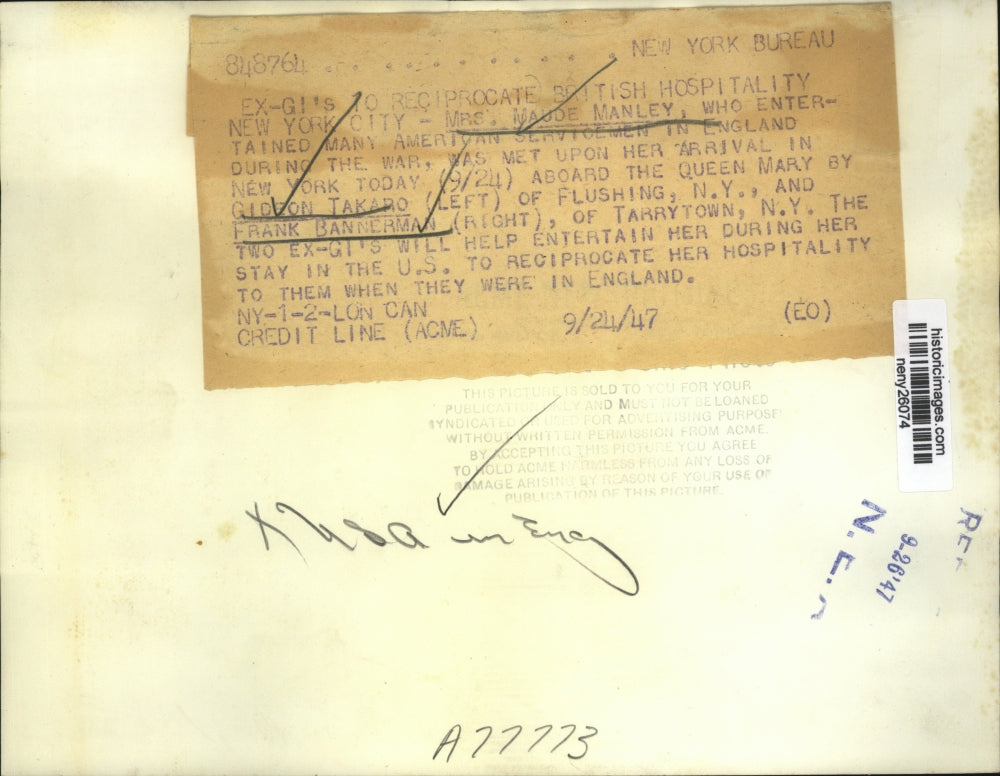 848764 . . . . . . . . . . . NEW YORK BUREAU
EX-GI'S TO RECIPROCATE BRITISH HOSPITALITY
NEW YORK CITY - MRS. MAUDE MANLEY, WHO ENTER-
TAINED MANY AMERICAN SERVICEMEN IN ENGLAND
DURING THE WAR, WAS MET UPON HER ARRIVAL IN
NEW YORK TODAY (9/24) ABOARD THE QUEEN MARY BY
GIDEON TAKARO (LEFT) OF FLUSHING, N.Y., AND
FRANK BANNERMAN (RIGHT), OF TARRYTOWN, N.Y. THE
TWO EX-GI'S WILL HELP ENTERTAIN HER DURING HER
STAY IN THE U.S. TO RECIPROCATE HER HOSPITALITY
TO THEM WHEN THEY WERE IN ENGLAND.
NY-1-2-LON CAN
CREDIT LINE (ACME) 9/24/47 (EO)
THIS PICTURE IS SOLD TO YOU FOR YOUR
PUBLICATION ONLY AND MUST NOT BE LOANED
SYNDICATED OR USED FOR ADVERTISING PURPOSE
WITHOUT WRITTEN PERMISSION FROM ACME.
BY ACCEPTING THIS PICTURE YOU AGREE
TO HOLD ACME HARMLESS FROM ANY LOSS OR
DAMAGE ARISING BY REASON OF YOUR USE OR
PUBLICATION OF THIS PICTURE.
historicimages.com
neny26074
X USA in Eng
N.E.A
9-26'47
REF
A77773